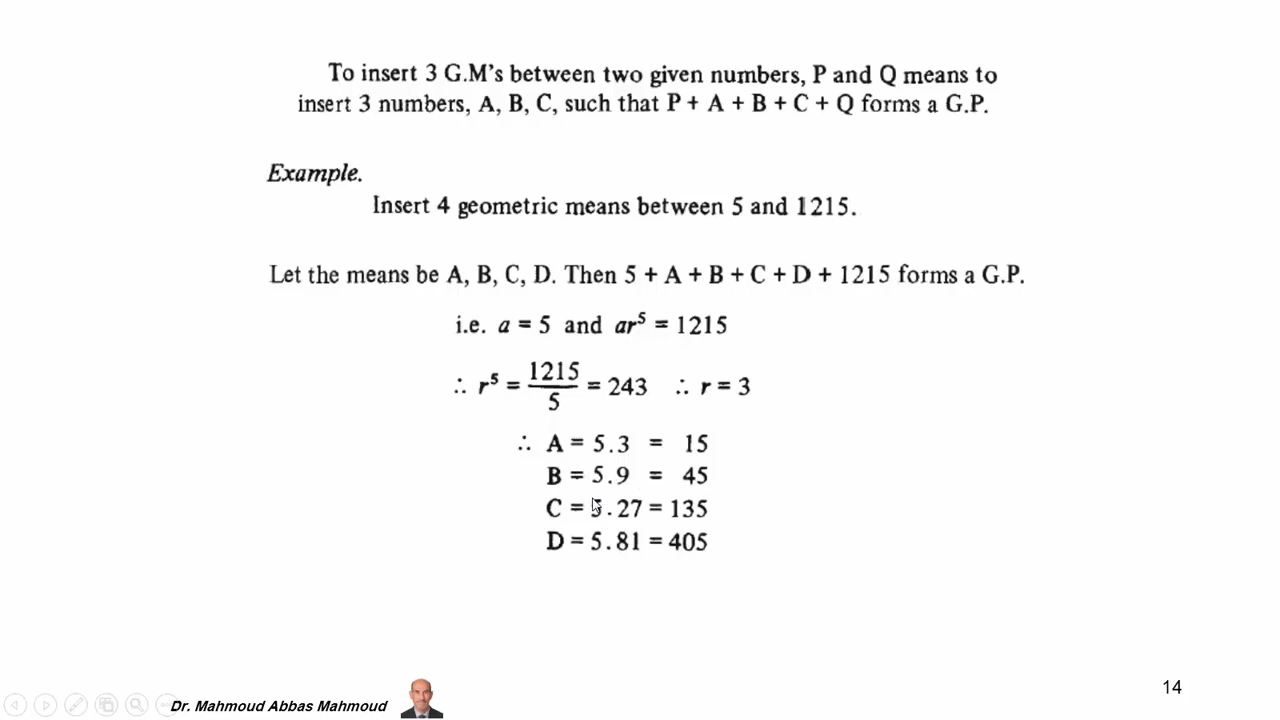 To insert 3 G.M's between two given numbers, P and Q means to
insert 3 numbers, A, B, C, such that P + A + B + C + Q forms a G.P.
Example.
Insert 4 geometric means between 5 and 1215.
Let the means be A, B, C, D. Then 5 + A + B + C + D + 1215 forms a G.P.
i.e. a = 5 and ar⁵ = 1215
∴ r⁵ = 1215/5 = 243 ∴ r = 3
∴ A = 5.3 = 15
B = 5.9 = 45
C = 5.27 = 135
D = 5.81 = 405
Dr. Mahmoud Abbas Mahmoud
14